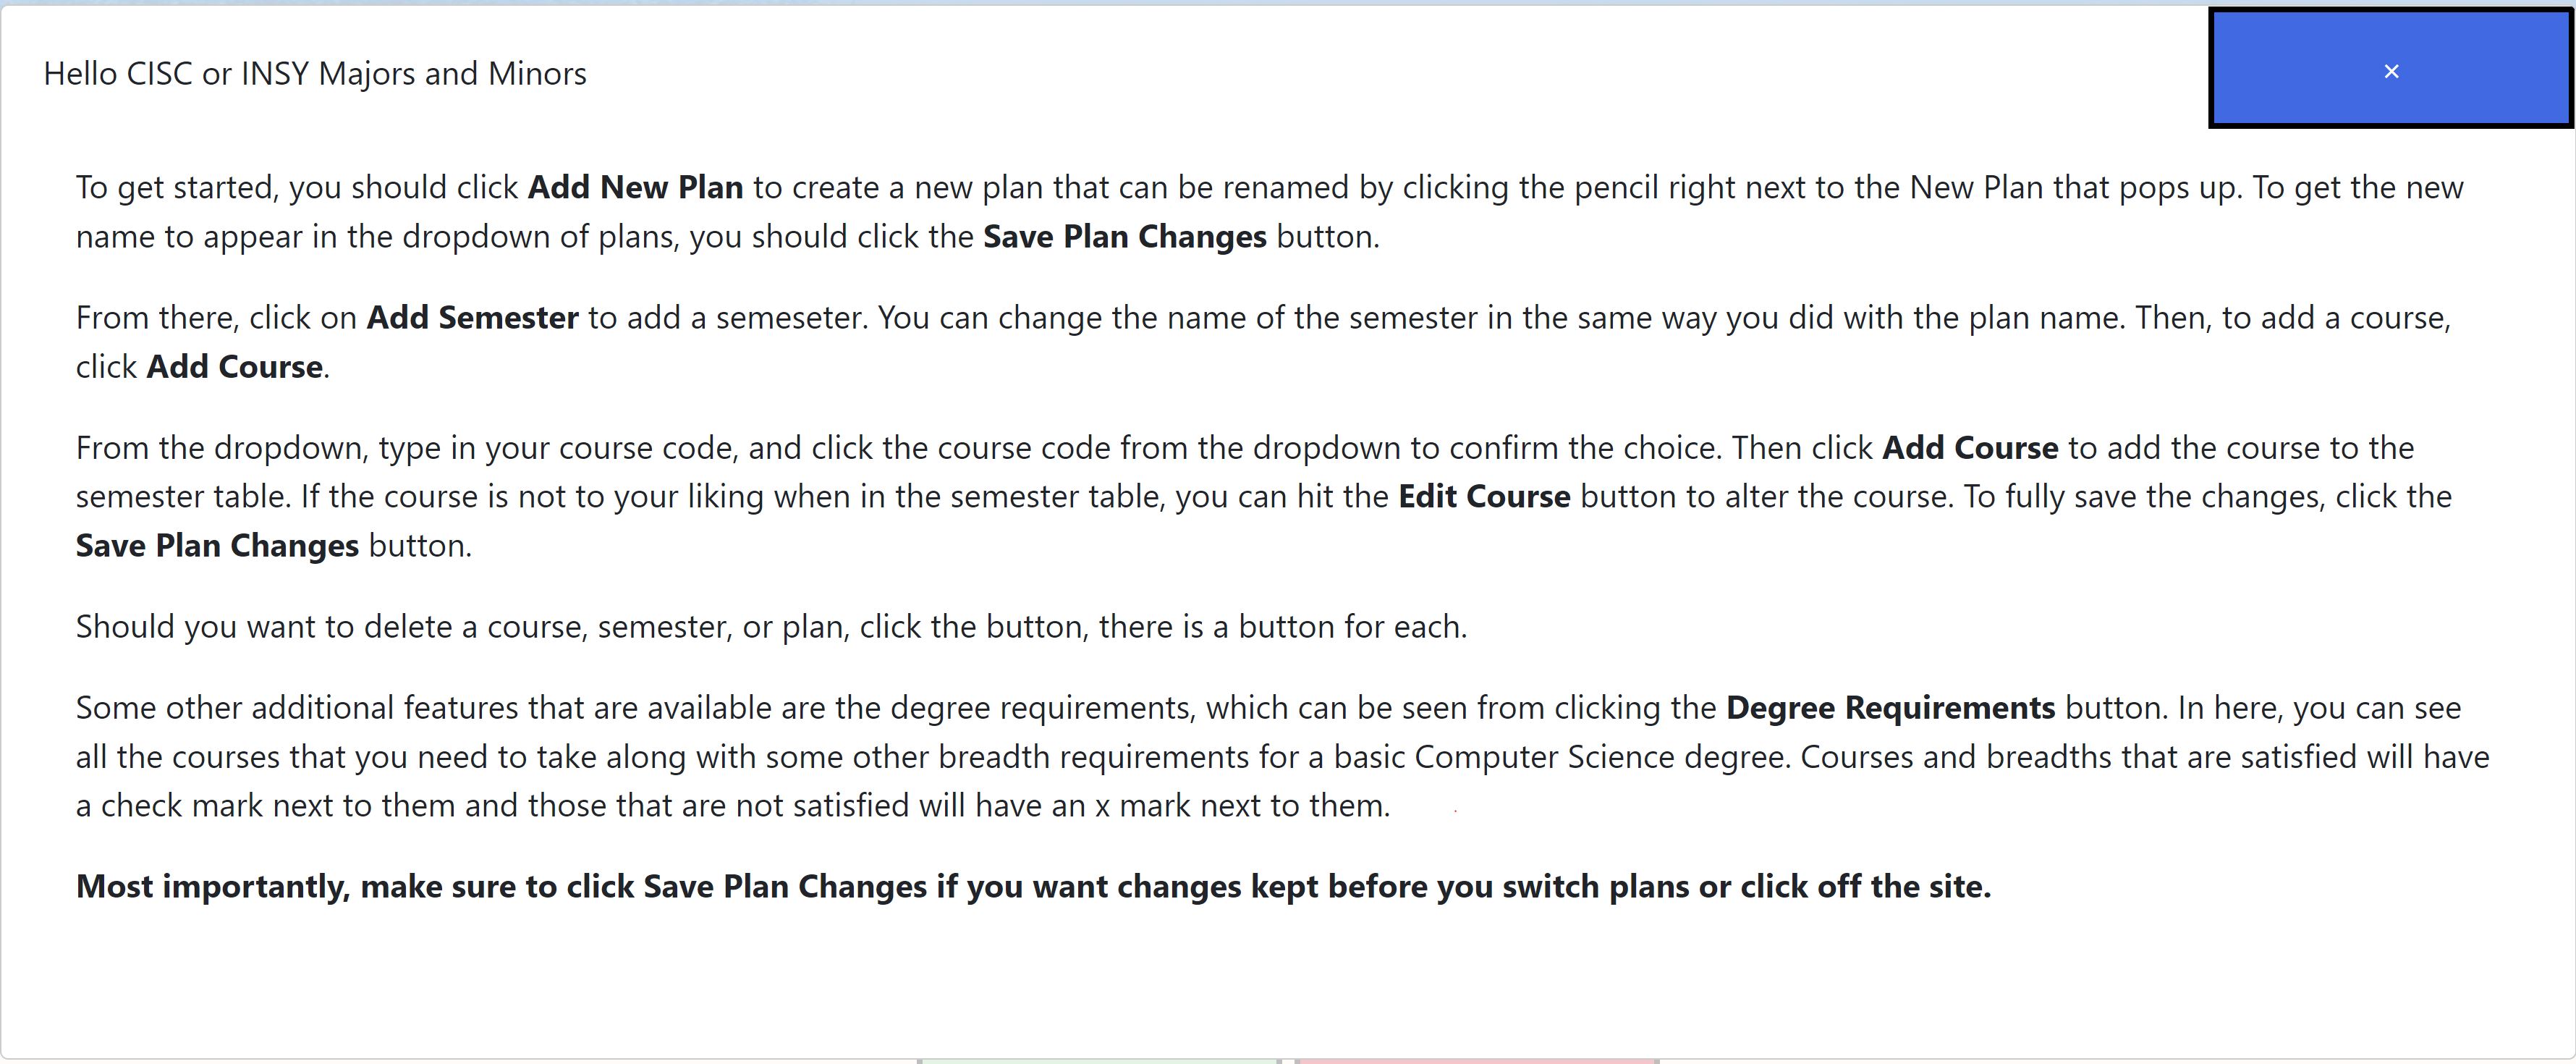 Hello CISC or INSY Majors and Minors
×
To get started, you should click Add New Plan to create a new plan that can be renamed by clicking the pencil right next to the New Plan that pops up. To get the new
name to appear in the dropdown of plans, you should click the Save Plan Changes button.
From there, click on Add Semester to add a semeseter. You can change the name of the semester in the same way you did with the plan name. Then, to add a course,
click Add Course.
From the dropdown, type in your course code, and click the course code from the dropdown to confirm the choice. Then click Add Course to add the course to the
semester table. If the course is not to your liking when in the semester table, you can hit the Edit Course button to alter the course. To fully save the changes, click the
Save Plan Changes button.
Should you want to delete a course, semester, or plan, click the button, there is a button for each.
Some other additional features that are available are the degree requirements, which can be seen from clicking the Degree Requirements button. In here, you can see
all the courses that you need to take along with some other breadth requirements for a basic Computer Science degree. Courses and breadths that are satisfied will have
a check mark next to them and those that are not satisfied will have an x mark next to them.
Most importantly, make sure to click Save Plan Changes if you want changes kept before you switch plans or click off the site.